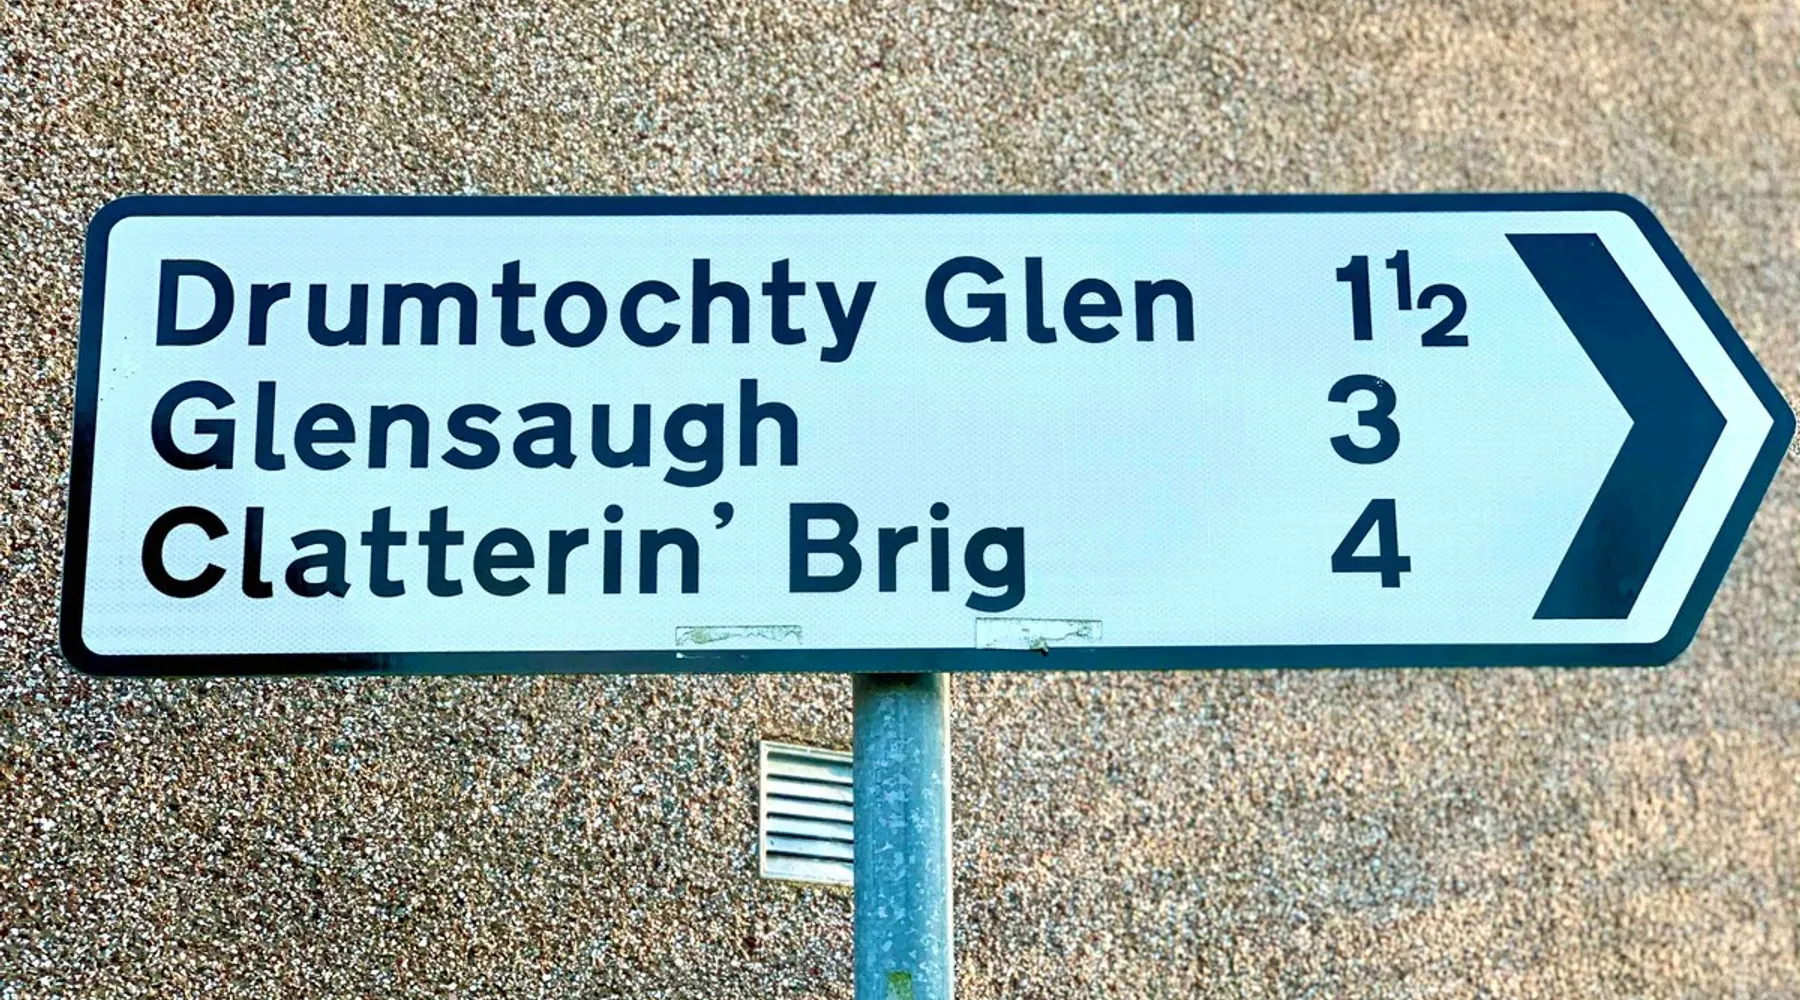 Drumtochty Glen 1½
Glensaugh 3
Clatterin’ Brig 4